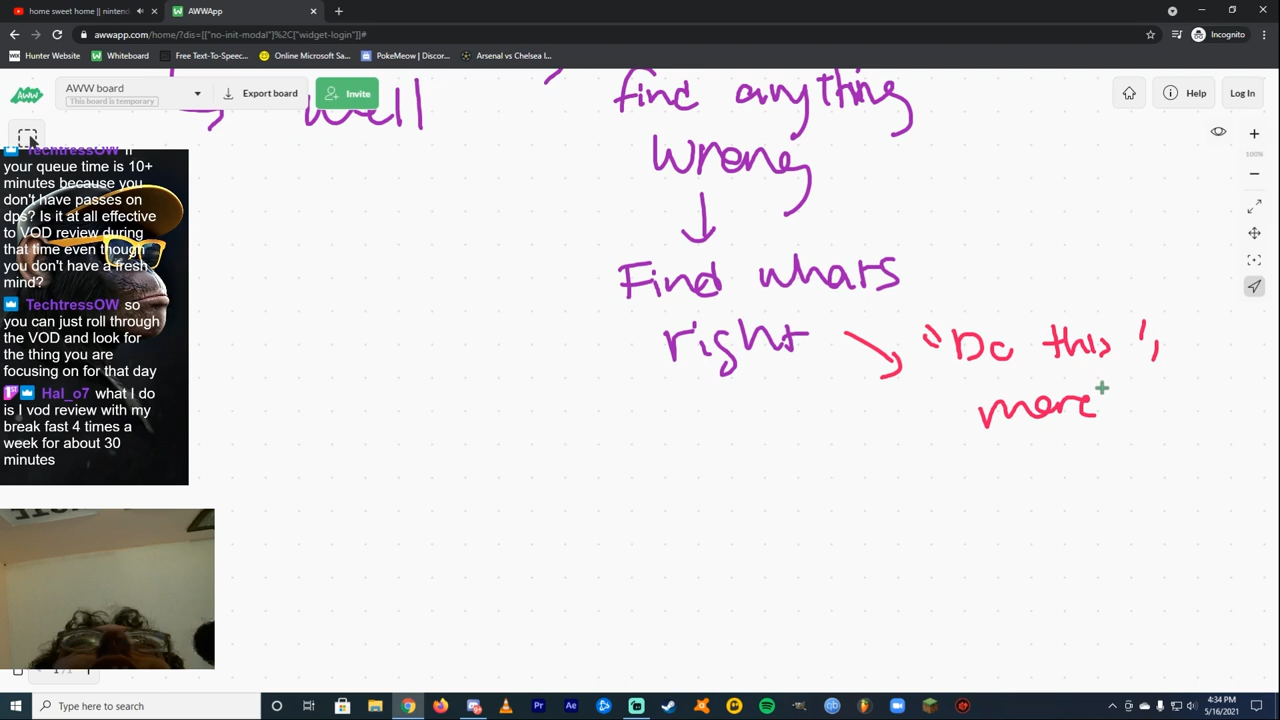 home sweet home || nintend
AWWApp
awwapp.com/home/?dis=[["no-init-modal"]%2C["widget-login"]]#
Incognito
Hunter Website
Whiteboard
Free Text-To-Speec...
Online Microsoft Sa...
PokeMeow | Discor...
Arsenal vs Chelsea l...
AWW
AWW board
This board is temporary
Export board
Invite
Help
Log In
100%
TechtressOW if
your queue time is 10+
minutes because you
don't have passes on
dps? Is it at all effective
to VOD review during
that time even though
you don't have a fresh
mind?
TechtressOW so
you can just roll through
the VOD and look for
the thing you are
focusing on for that day
Hal_o7 what I do
is I vod review with my
break fast 4 times a
week for about 30
minutes
well
find anything
wrong
Find whats
right
"Do this",
more
Type here to search
4:34 PM
5/16/2021